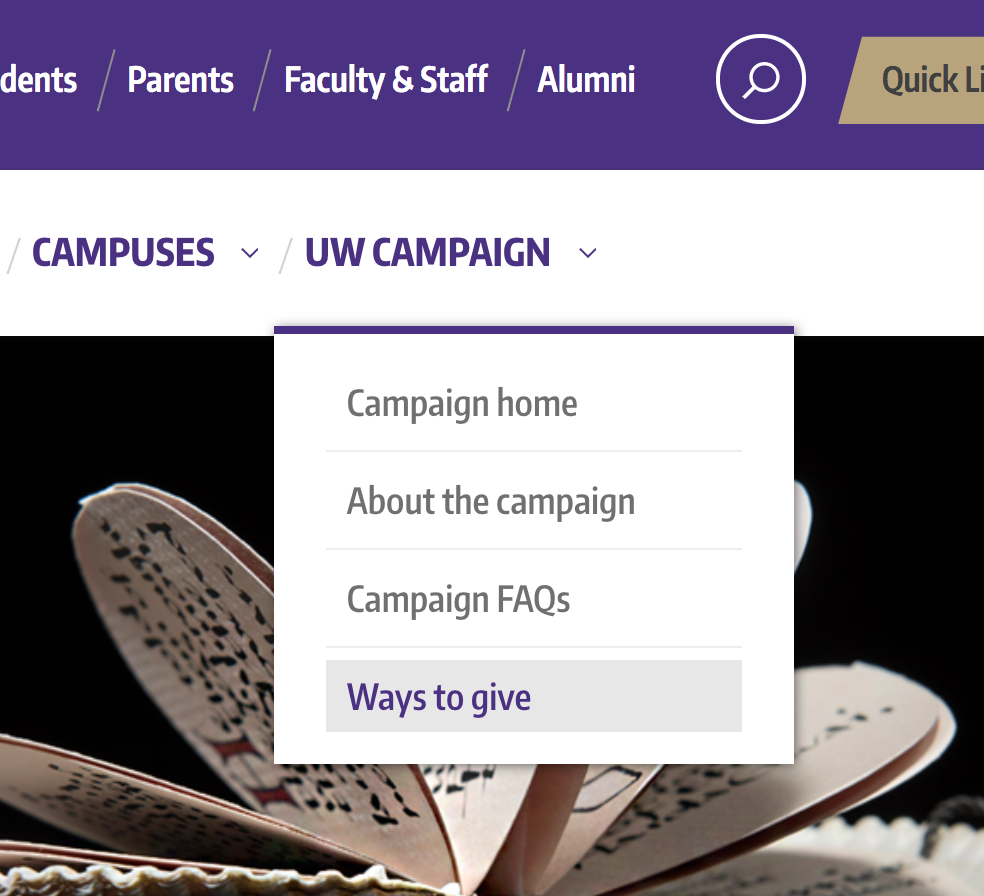 dents / Parents / Faculty & Staff / Alumni Quick Li
/ CAMPUSES / UW CAMPAIGN
Campaign home
About the campaign
Campaign FAQs
Ways to give